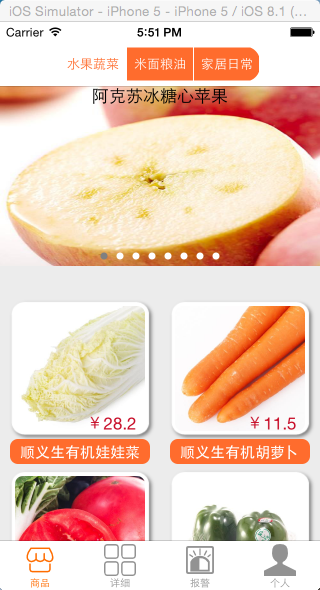 iOS Simulator - iPhone 5 - iPhone 5 / iOS 8.1 (...
Carrier 5:51 PM
水果蔬菜 米面粮油 家居日常
阿克苏冰糖心苹果
￥28.2 ￥11.5
顺义生有机娃娃菜 顺义生有机胡萝卜
商品 详细 报警 个人